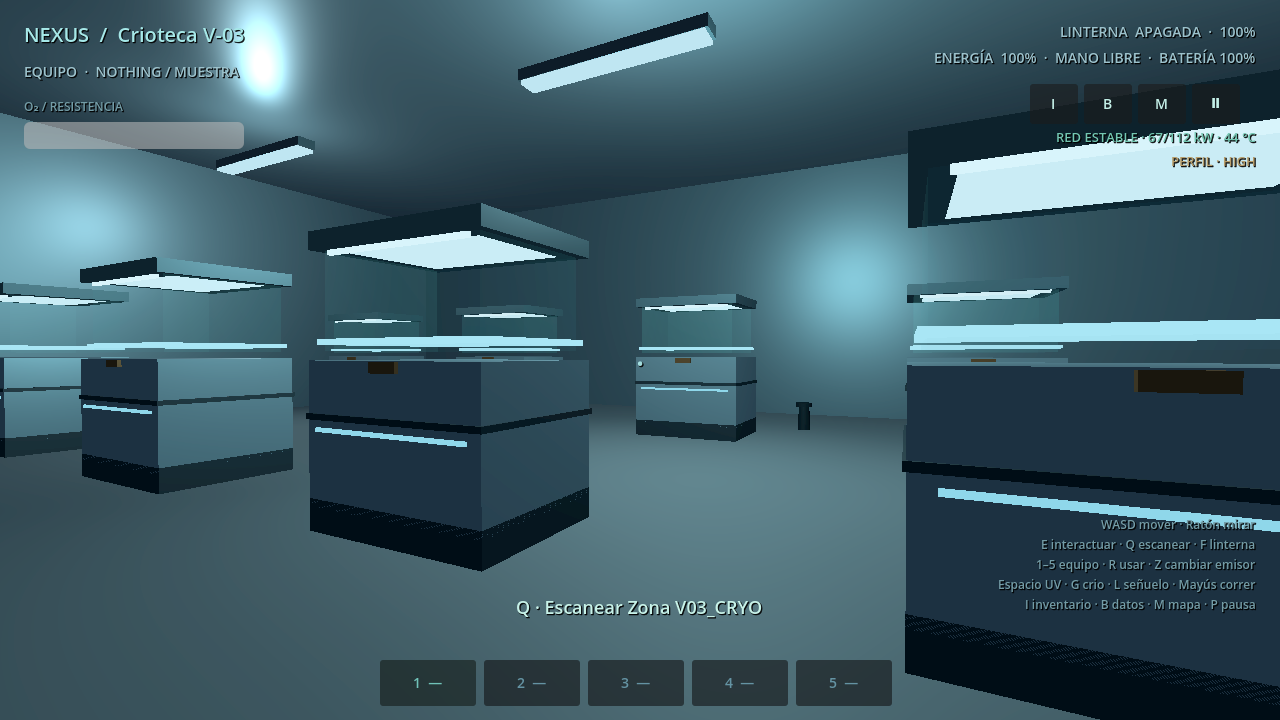 NEXUS / Crioteca V-03
EQUIPO · NOTHING / MUESTRA
O₂ / RESISTENCIA
LINTERNA APAGADA · 100%
ENERGÍA 100% · MANO LIBRE · BATERÍA 100%
I B M II
RED ESTABLE · 67/112 kW · 44 °C
PERFIL · HIGH
WASD mover · Ratón mirar
E interactuar · Q escanear · F linterna
1–5 equipo · R usar · Z cambiar emisor
Espacio UV · G crio · L señuelo · Mayús correr
I inventario · B datos · M mapa · P pausa
Q · Escanear Zona V03_CRYO
1 — 2 — 3 — 4 — 5 —